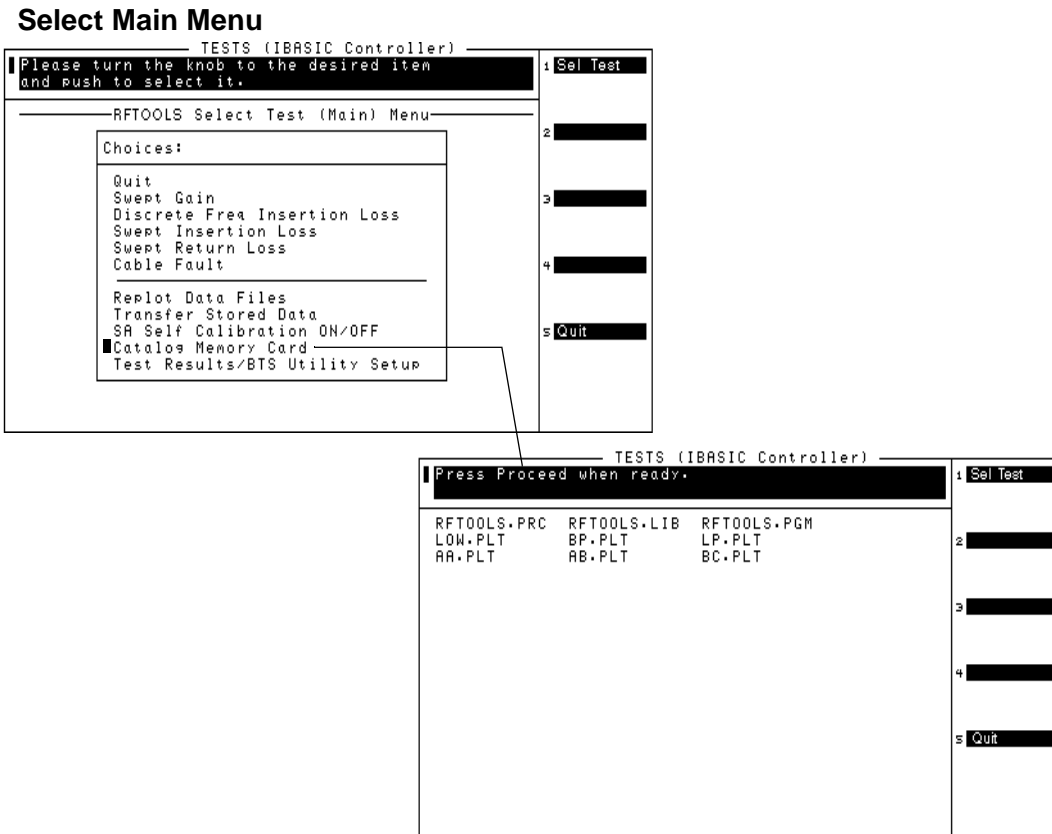 Select Main Menu
TESTS (IBASIC Controller)
Please turn the knob to the desired item
and push to select it.
1 Sel Test
RFTOOLS Select Test (Main) Menu
2
Choices:
Quit
Swept Gain
3
Discrete Freq Insertion Loss
Swept Insertion Loss
Swept Return Loss
Cable Fault
4
Replot Data Files
Transfer Stored Data
SA Self Calibration ON/OFF
5 Quit
Catalog Memory Card
Test Results/BTS Utility Setup
TESTS (IBASIC Controller)
Press Proceed when ready.
1 Sel Test
RFTOOLS.PRC RFTOOLS.LIB RFTOOLS.PGM
LOW.PLT BP.PLT LP.PLT
2
AA.PLT AB.PLT BC.PLT
3
4
5 Quit